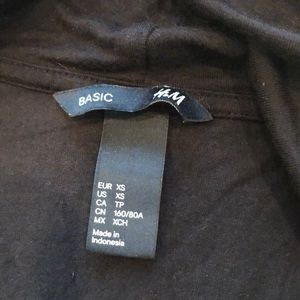 BASIC H&M
EUR XS
US XS
CA TP
CN 160/80A
MX XCH
Made in
Indonesia